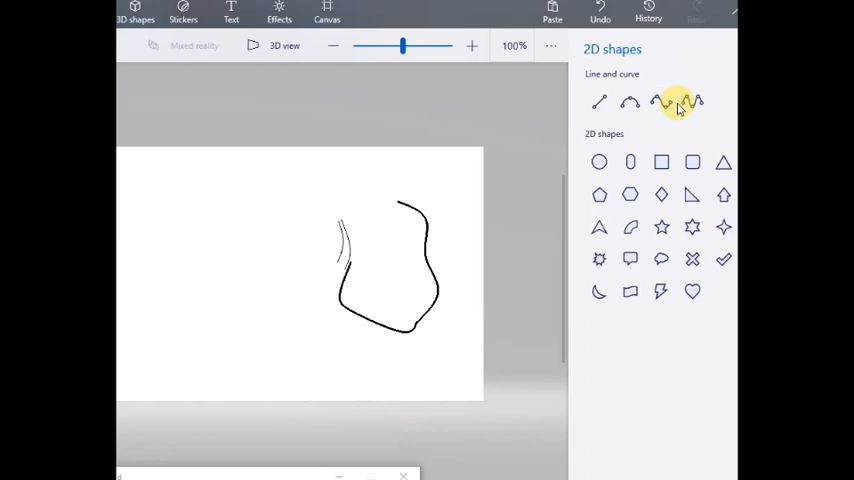 3D shapes Stickers Text Effects Canvas Paste Undo History Redo
Mixed reality 3D view 100%
2D shapes
Line and curve
2D shapes